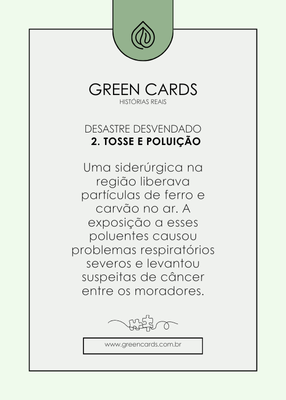 GREEN CARDS
HISTÓRIAS REAIS
DESASTRE DESVENDADO
2. TOSSE E POLUIÇÃO
Uma siderúrgica na
região liberava
partículas de ferro e
carvão no ar. A
exposição a esses
poluentes causou
problemas respiratórios
severos e levantou
suspeitas de câncer
entre os moradores.
www.greencards.com.br